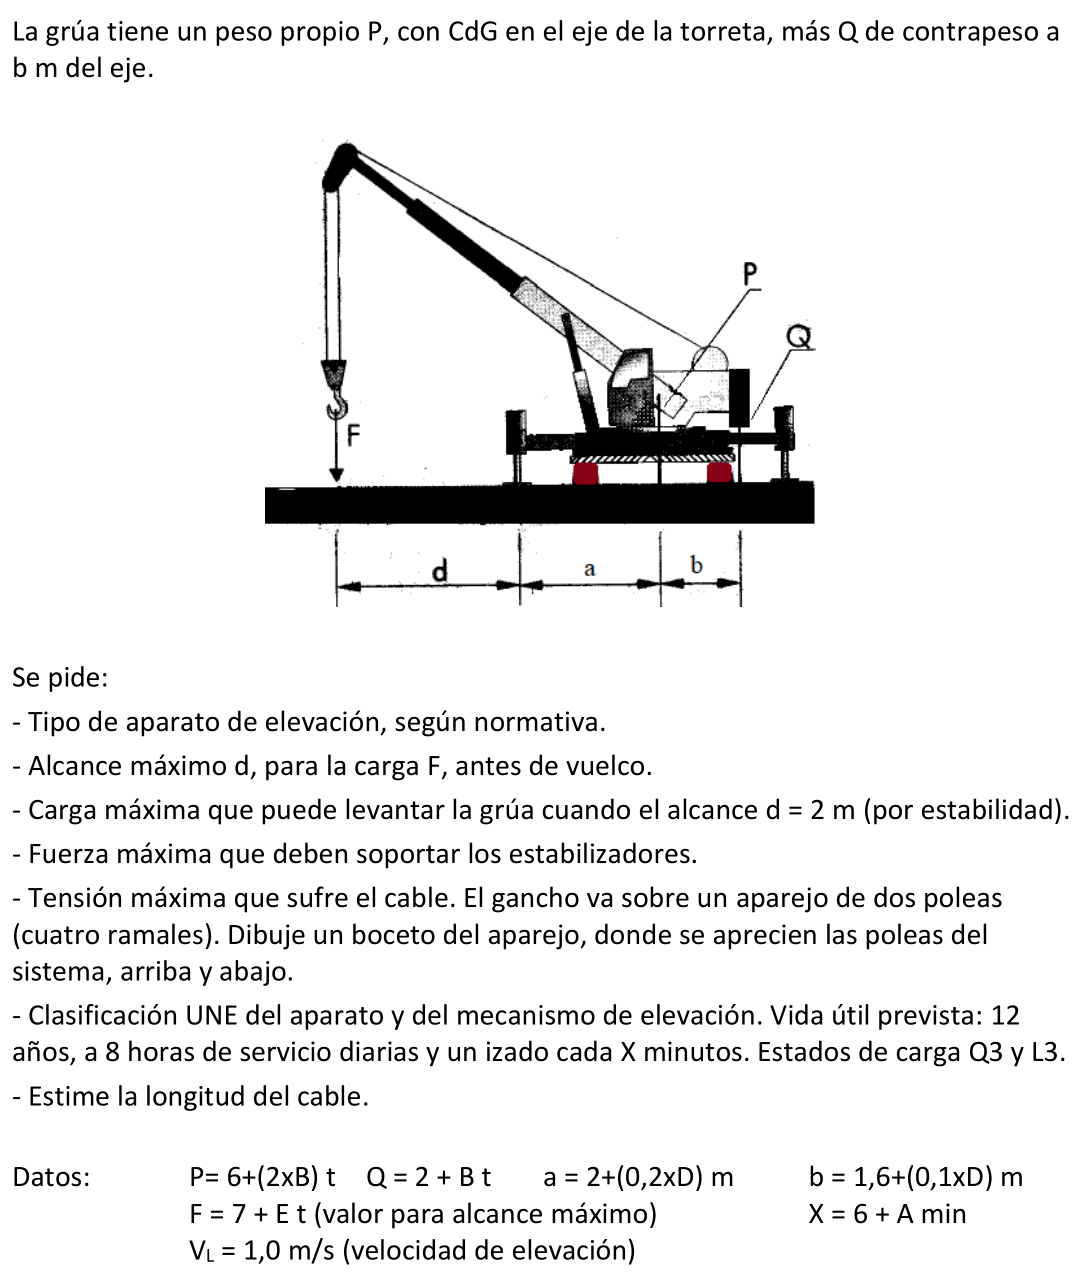 La grúa tiene un peso propio P, con CdG en el eje de la torreta, más Q de contrapeso a
b m del eje.
P
Q
F
d
a
b
Se pide:
- Tipo de aparato de elevación, según normativa.
- Alcance máximo d, para la carga F, antes de vuelco.
- Carga máxima que puede levantar la grúa cuando el alcance d = 2 m (por estabilidad).
- Fuerza máxima que deben soportar los estabilizadores.
- Tensión máxima que sufre el cable. El gancho va sobre un aparejo de dos poleas
(cuatro ramales). Dibuje un boceto del aparejo, donde se aprecien las poleas del
sistema, arriba y abajo.
- Clasificación UNE del aparato y del mecanismo de elevación. Vida útil prevista: 12
años, a 8 horas de servicio diarias y un izado cada X minutos. Estados de carga Q3 y L3.
- Estime la longitud del cable.
Datos: P= 6+(2xB) t Q = 2 + B t a = 2+(0,2xD) m b = 1,6+(0,1xD) m
F = 7 + E t (valor para alcance máximo) X = 6 + A min
VL = 1,0 m/s (velocidad de elevación)